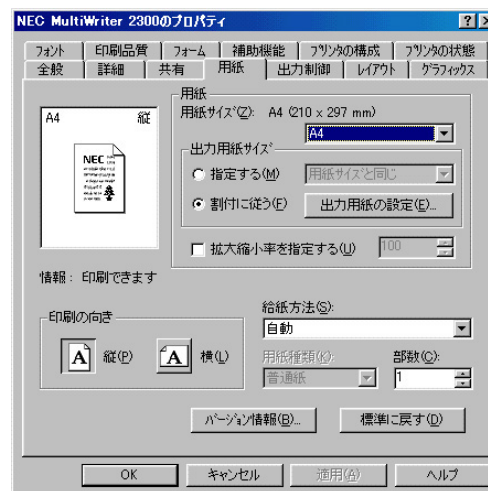 NEC MultiWriter 2300のプロパティ
フォント 印刷品質 フォーム 補助機能 プリンタの構成 プリンタの状態
全般 詳細 共有 用紙 出力制御 レイアウト グラフィックス
A4 縦
NEC
情報： 印刷できます
用紙
用紙サイズ(Z): A4 (210 x 297 mm)
A4
出力用紙サイズ
指定する(M) 用紙サイズと同じ
割付に従う(F) 出力用紙の設定(E)...
拡大縮小率を指定する(U) 100
印刷の向き
A 縦(P) A 横(L)
給紙方法(S):
自動
用紙種類(K): 部数(C):
普通紙 1
バージョン情報(B)... 標準に戻す(D)
OK キャンセル 適用(A) ヘルプ